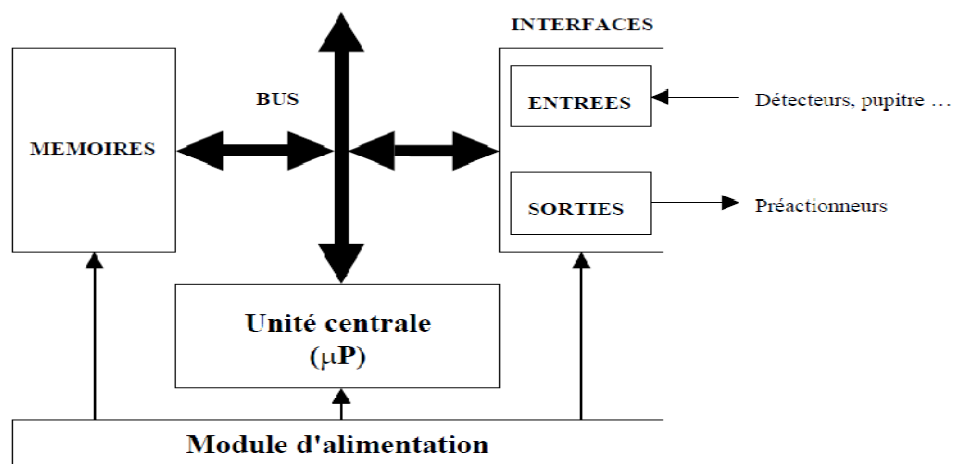 INTERFACES
BUS
ENTREES
Détecteurs, pupitre …
MEMOIRES
SORTIES
Préactionneurs
Unité centrale
(µP)
Module d'alimentation